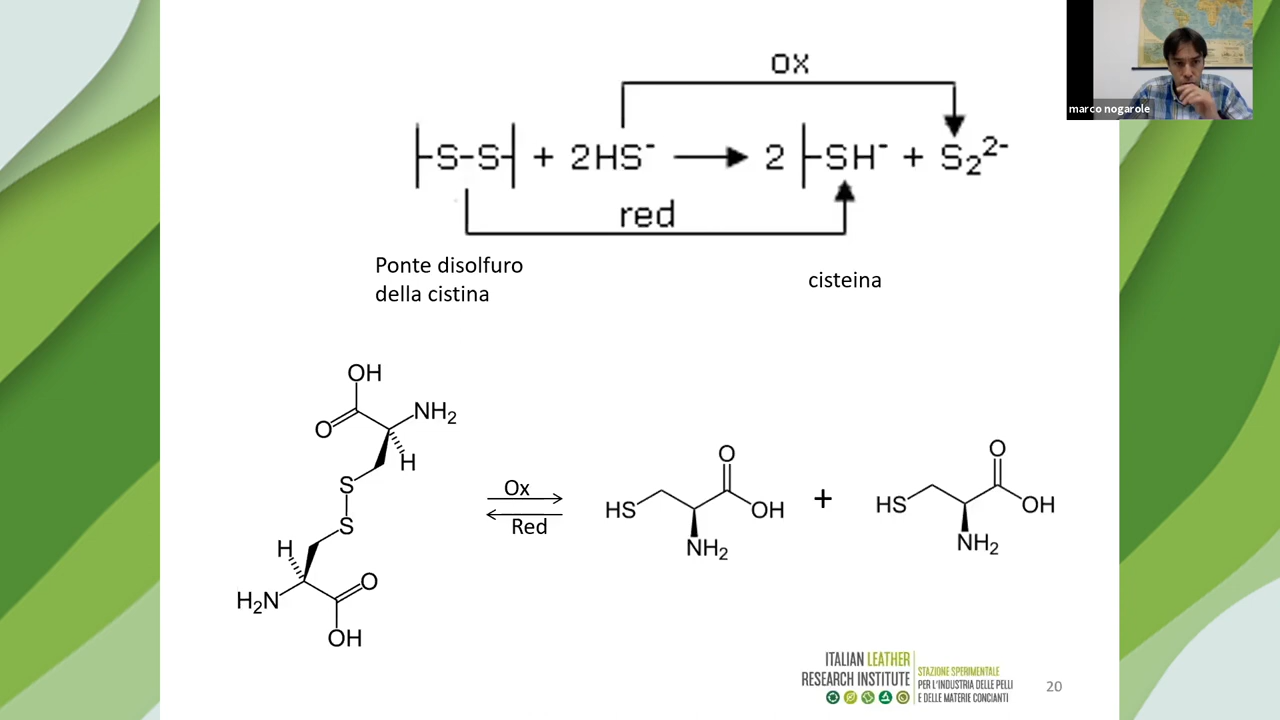 ox
|-S-S-| + 2HS⁻ → 2 |-SH⁻ + S₂²⁻
red
Ponte disolfuro
della cistina
cisteina
OH
O
NH₂
H
S
S
H
H₂N
O
OH
Ox
Red
HS
O
OH
NH₂
+
HS
O
OH
NH₂
ITALIAN LEATHER
RESEARCH INSTITUTE
STAZIONE SPERIMENTALE
PER L'INDUSTRIA DELLE PELLI
E DELLE MATERIE CONCIANTI
20
marco nogarole